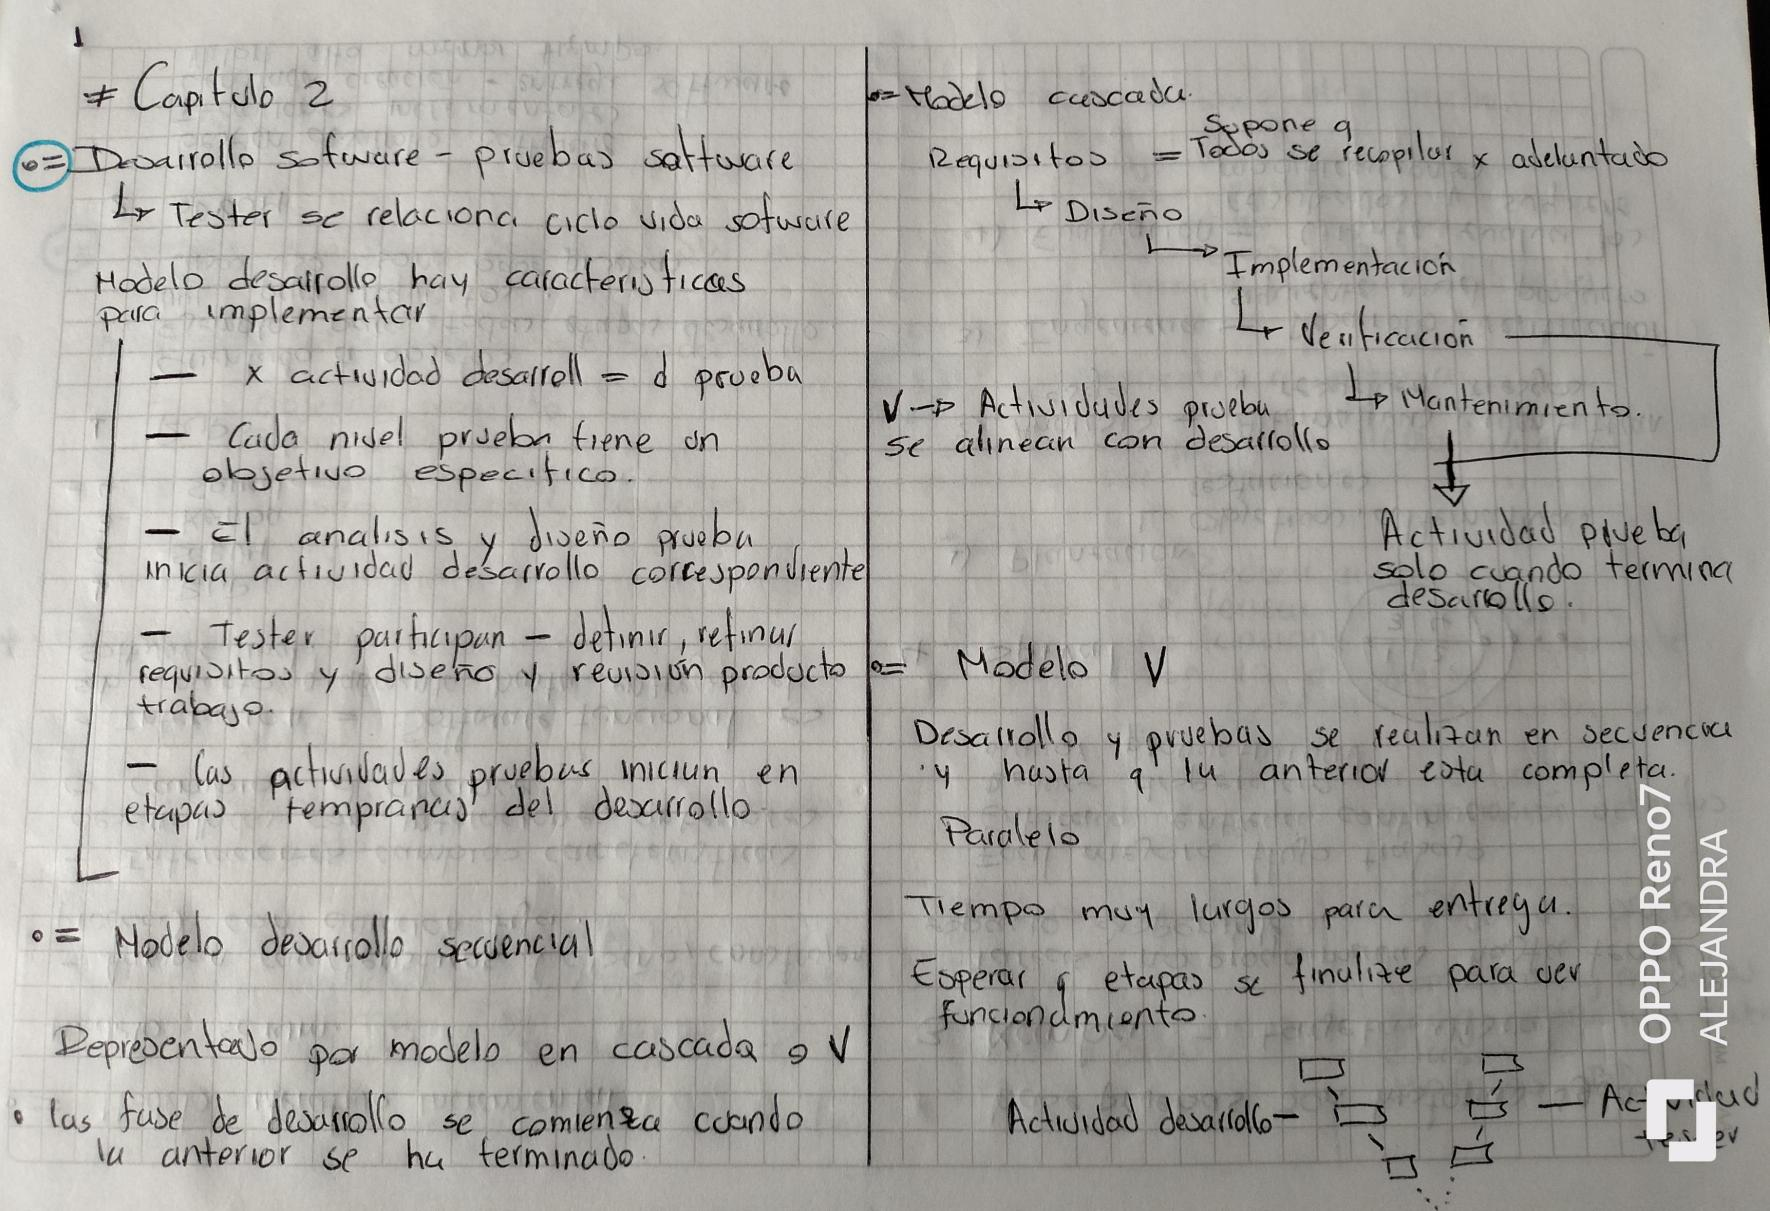 1
# Capitulo 2
o= Desarrollo sofware - pruebas software
↳ Tester se relaciona ciclo vida sofware
Modelo desarrollo hay caracteristicas
para implementar
— x actividad desarroll = d prueba
— Cada nivel prueba tiene un
objetivo especifico.
— El analisis y diseño prueba
inicia actividad desarrollo correspondiente
— Tester participan — definir, refinar
requisitos y diseño y revisión producto
trabajo.
— las actividades pruebas inician en
etapas tempranas del desarrollo
o= Modelo desarrollo secuencial
Representado por modelo en cascada o V
• las fase de desarrollo se comienza cuando
la anterior se ha terminado.
o= Modelo cascada.
Supone q
Requisitos = Todos se recopilar x adelantado
↳ Diseño
↳ Implementación
↳ Verificación
↳ Mantenimiento.
V → Actividades prueba
se alinean con desarrollo
Actividad prueba
solo cuando termina
desarrollo.
o= Modelo V
Desarrollo y pruebas se realizan en secuencia
y hasta q la anterior esta completa.
Paralelo
Tiempo muy largos para entrega.
Esperar q etapas se finalize para ver
funcionamiento.
Actividad desarrollo — — Actividad
tester
OPPO Reno7
ALEJANDRA